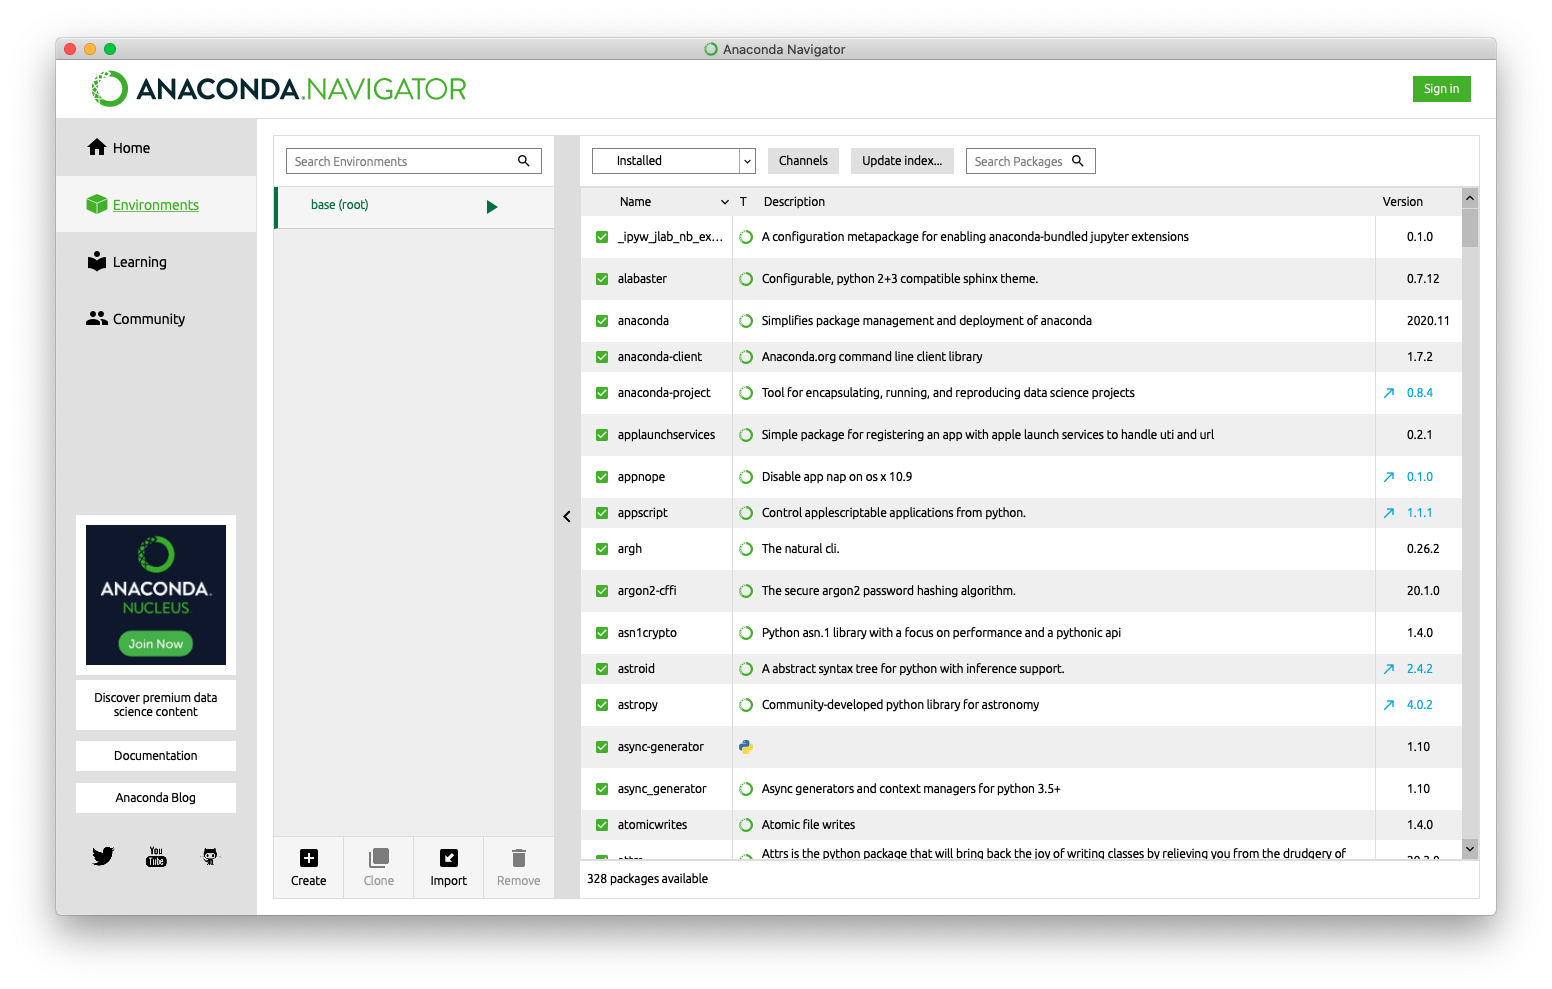 Anaconda Navigator
ANACONDA.NAVIGATOR
Sign in
Home
Environments
Learning
Community
ANACONDA.
NUCLEUS
Join Now
Discover premium data
science content
Documentation
Anaconda Blog
You
Tube
Search Environments
base (root)
Create
Clone
Import
Remove
Installed
Channels
Update index...
Search Packages
Name T Description Version
_ipyw_jlab_nb_ex... A configuration metapackage for enabling anaconda-bundled jupyter extensions 0.1.0
alabaster Configurable, python 2+3 compatible sphinx theme. 0.7.12
anaconda Simplifies package management and deployment of anaconda 2020.11
anaconda-client Anaconda.org command line client library 1.7.2
anaconda-project Tool for encapsulating, running, and reproducing data science projects 0.8.4
applaunchservices Simple package for registering an app with apple launch services to handle uti and url 0.2.1
appnope Disable app nap on os x 10.9 0.1.0
appscript Control applescriptable applications from python. 1.1.1
argh The natural cli. 0.26.2
argon2-cffi The secure argon2 password hashing algorithm. 20.1.0
asn1crypto Python asn.1 library with a focus on performance and a pythonic api 1.4.0
astroid A abstract syntax tree for python with inference support. 2.4.2
astropy Community-developed python library for astronomy 4.0.2
async-generator 1.10
async_generator Async generators and context managers for python 3.5+ 1.10
atomicwrites Atomic file writes 1.4.0
Attrs is the python package that will bring back the joy of writing classes by relieving you from the drudgery of
328 packages available